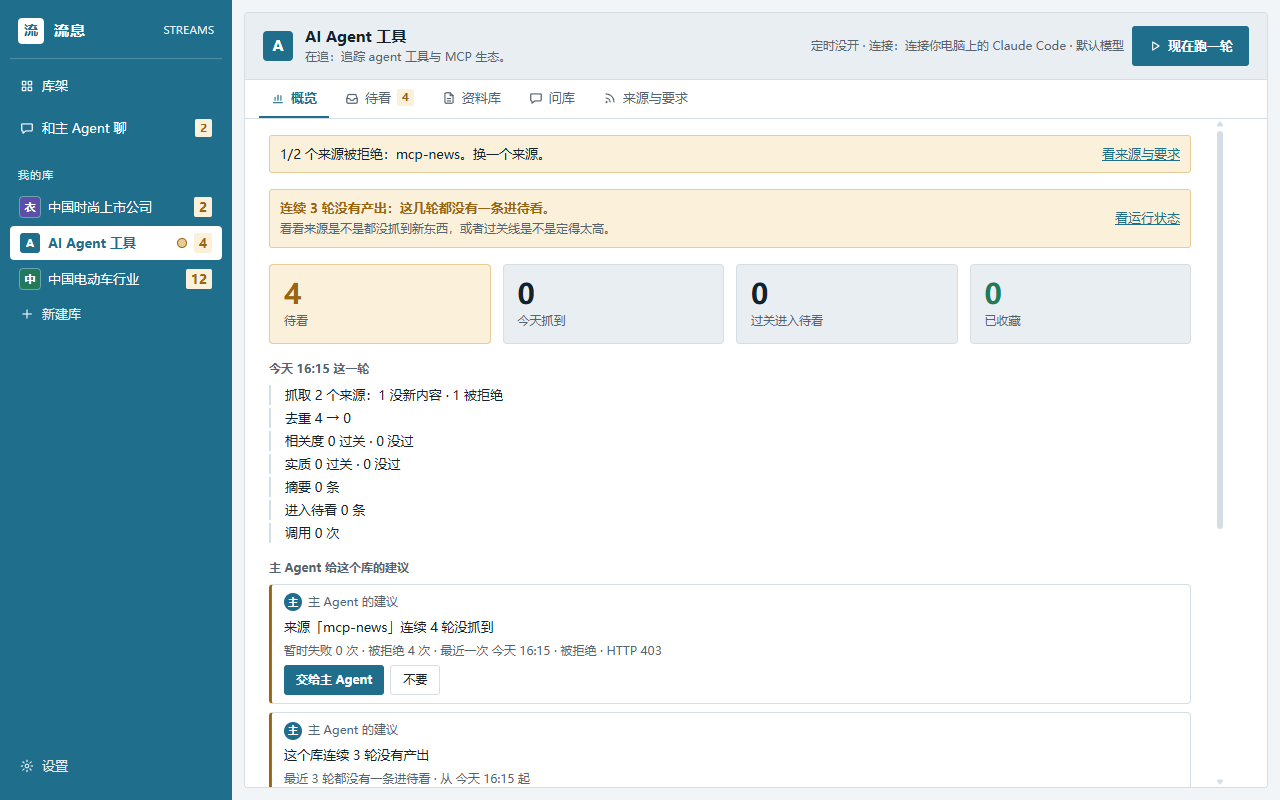 流 流息 STREAMS
库架
和主 Agent 聊 2
我的库
衣 中国时尚上市公司 2
A AI Agent 工具 4
申 中国电动车行业 12
新建库
设置
A AI Agent 工具
在追：追踪 agent 工具与 MCP 生态。
定时没开 · 连接：连接你电脑上的 Claude Code · 默认模型 现在跑一轮
概览 待看 4 资料库 问库 来源与要求
1/2 个来源被拒绝：mcp-news。换一个来源。 看来源与要求
连续 3 轮没有产出：这几轮都没有一条进待看。
看看来源是不是都没抓到新东西，或者过关线是不是定得太高。
看运行状态
4
待看
0
今天抓到
0
过关进入待看
0
已收藏
今天 16:15 这一轮
抓取 2 个来源：1 没新内容 · 1 被拒绝
去重 4 → 0
相关度 0 过关 · 0 没过
实质 0 过关 · 0 没过
摘要 0 条
进入待看 0 条
调用 0 次
主 Agent 给这个库的建议
主 主 Agent 的建议
来源「mcp-news」连续 4 轮没抓到
暂时失败 0 次 · 被拒绝 4 次 · 最近一次 今天 16:15 · 被拒绝 · HTTP 403
交给主 Agent 不要
主 主 Agent 的建议
这个库连续 3 轮没有产出
最近 3 轮都没有一条进待看 · 从 今天 16:15 起